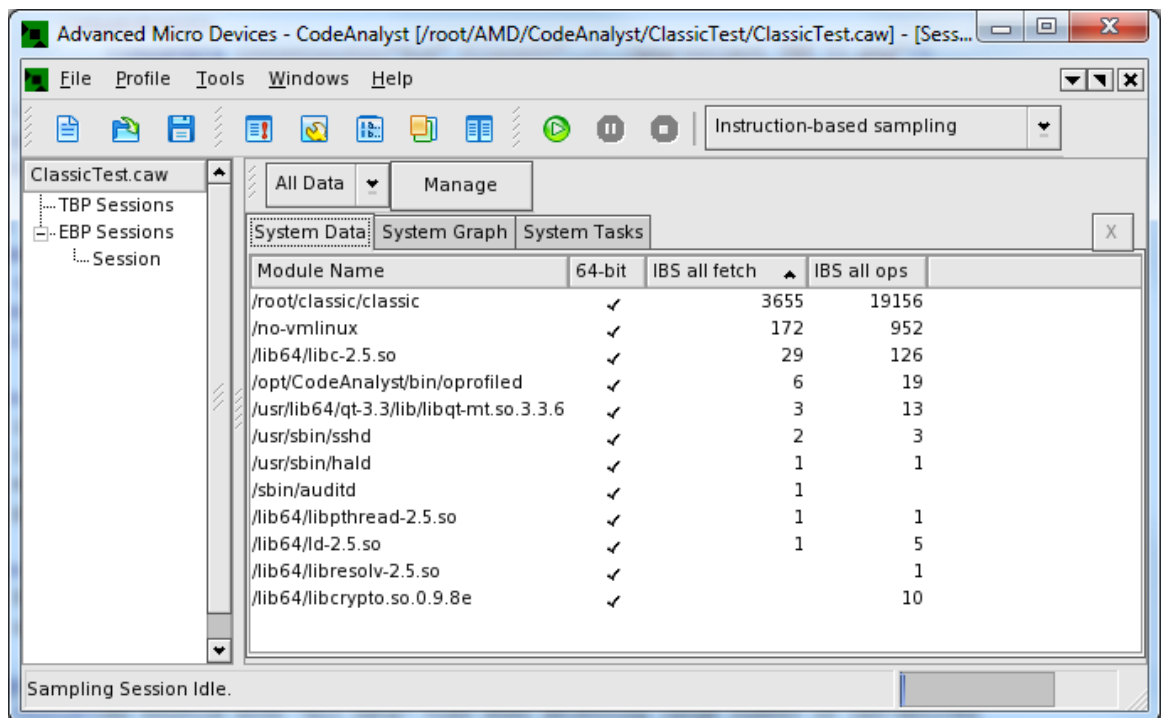 Advanced Micro Devices - CodeAnalyst [/root/AMD/CodeAnalyst/ClassicTest/ClassicTest.caw] - [Sess...
File Profile Tools Windows Help
Instruction-based sampling
ClassicTest.caw
TBP Sessions
EBP Sessions
Session
All Data Manage
System Data System Graph System Tasks X
Module Name 64-bit IBS all fetch IBS all ops
/root/classic/classic 3655 19156
/no-vmlinux 172 952
/lib64/libc-2.5.so 29 126
/opt/CodeAnalyst/bin/oprofiled 6 19
/usr/lib64/qt-3.3/lib/libqt-mt.so.3.3.6 3 13
/usr/sbin/sshd 2 3
/usr/sbin/hald 1 1
/sbin/auditd 1
/lib64/libpthread-2.5.so 1 1
/lib64/ld-2.5.so 1 5
/lib64/libresolv-2.5.so 1
/lib64/libcrypto.so.0.9.8e 10
Sampling Session Idle.